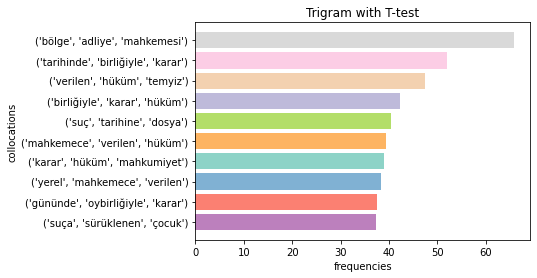 Trigram with T-test
('bölge', 'adliye', 'mahkemesi')
('tarihinde', 'birliğiyle', 'karar')
('verilen', 'hüküm', 'temyiz')
('birliğiyle', 'karar', 'hüküm')
('suç', 'tarihine', 'dosya')
('mahkemece', 'verilen', 'hüküm')
('karar', 'hüküm', 'mahkumiyet')
('yerel', 'mahkemece', 'verilen')
('gününde', 'oybirliğiyle', 'karar')
('suça', 'sürüklenen', 'çocuk')
collocations
0 10 20 30 40 50 60
frequencies